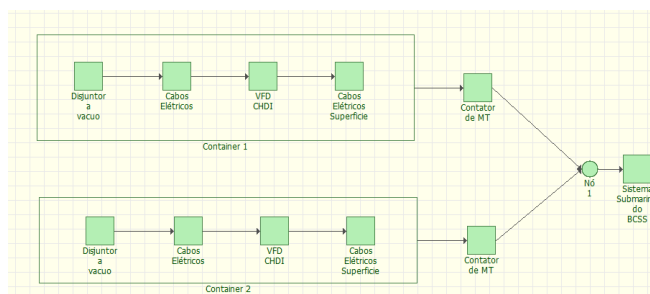 Disjuntor
a
vacuo
Cabos
Elétricos
VFD
CHDI
Cabos
Elétricos
Superficie
Container 1
Contator
de MT
Nó
1
Sistema
Submarino
do
BCSS
Disjuntor
a
vacuo
Cabos
Elétricos
VFD
CHDI
Cabos
Elétricos
Superficie
Container 2
Contator
de MT